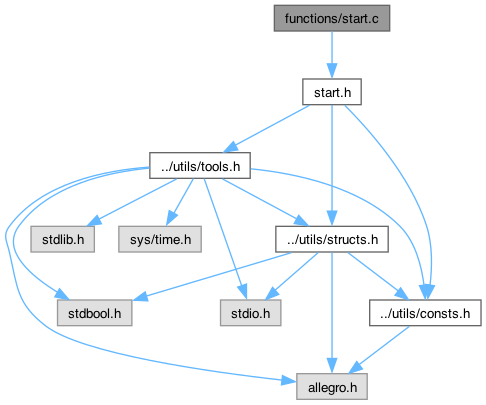 functions/start.c
start.h
../utils/tools.h
stdlib.h
sys/time.h
../utils/structs.h
stdbool.h
stdio.h
../utils/consts.h
allegro.h